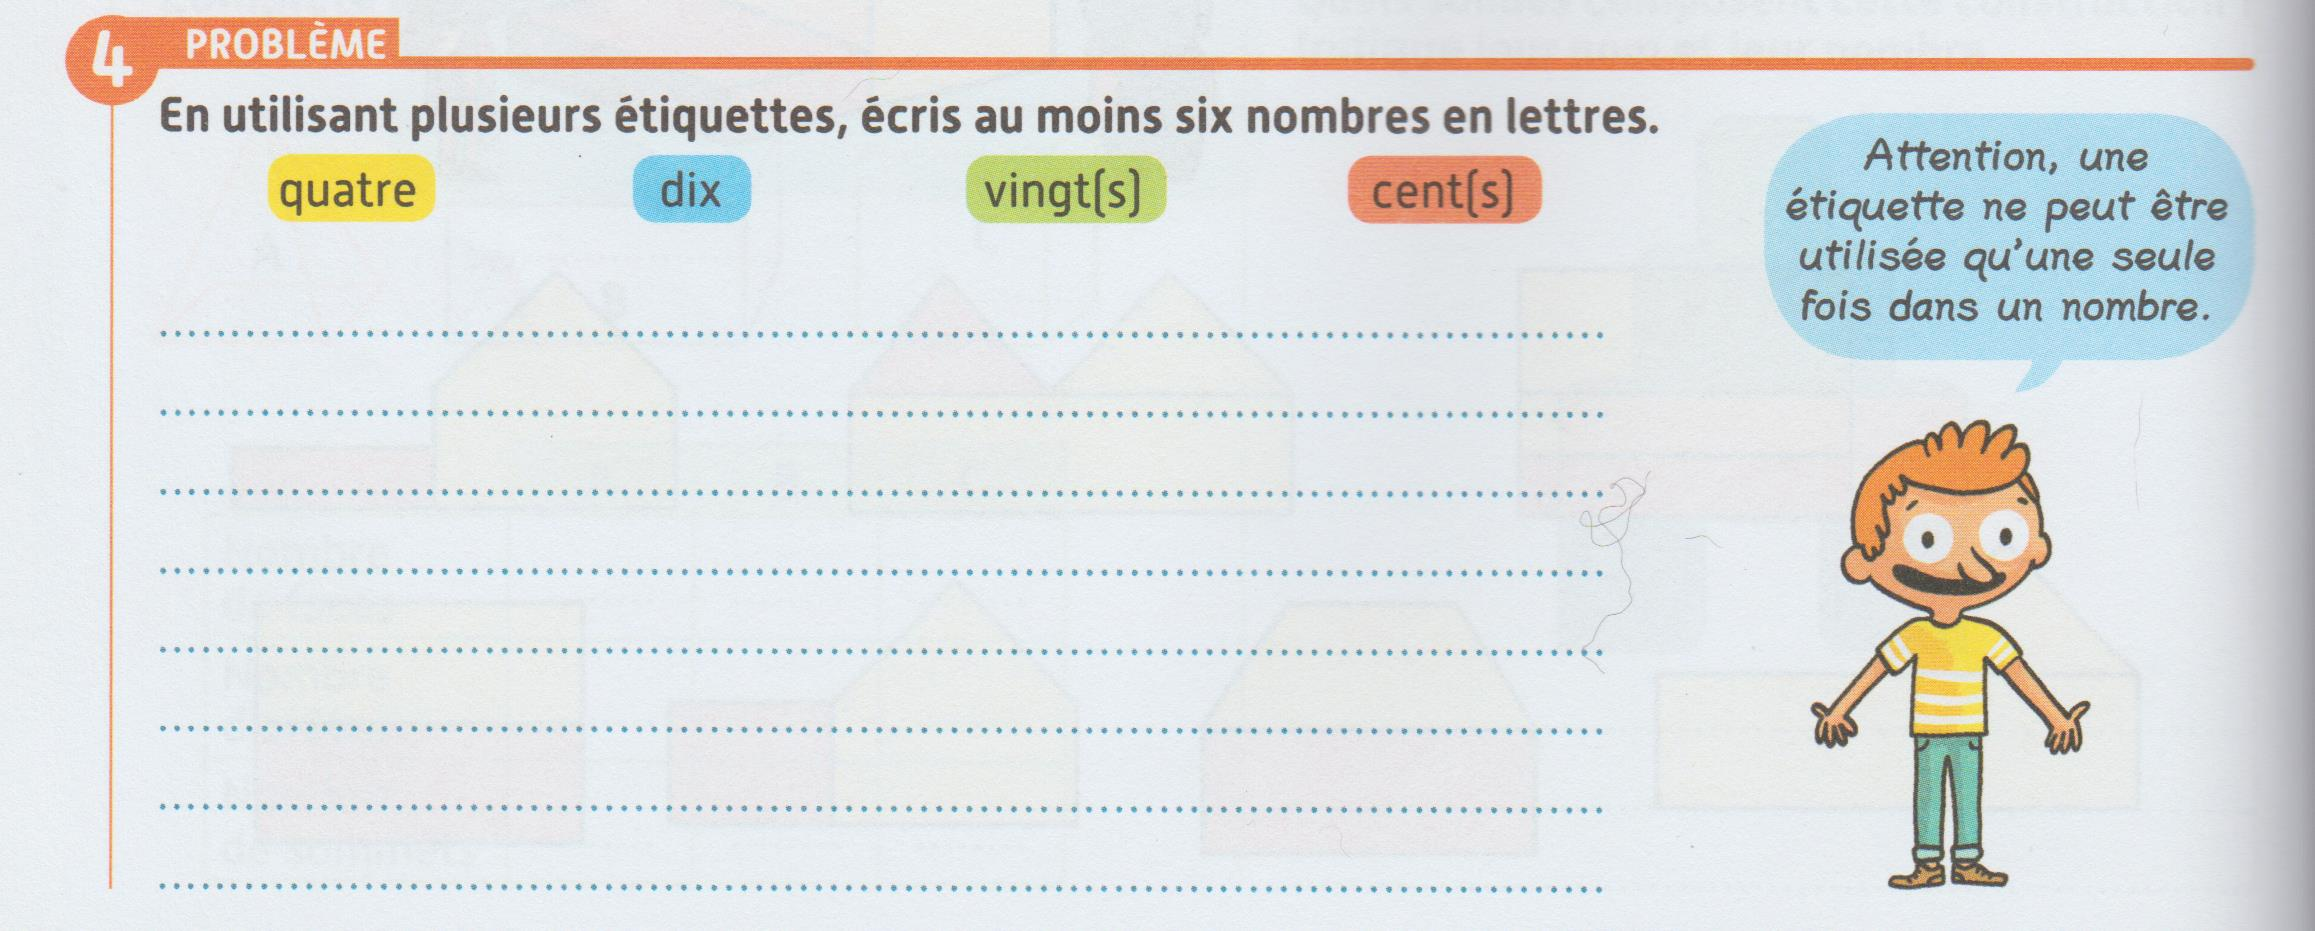 4 PROBLÈME
En utilisant plusieurs étiquettes, écris au moins six nombres en lettres.
quatre dix vingt(s) cent(s)
Attention, une
étiquette ne peut être
utilisée qu'une seule
fois dans un nombre.